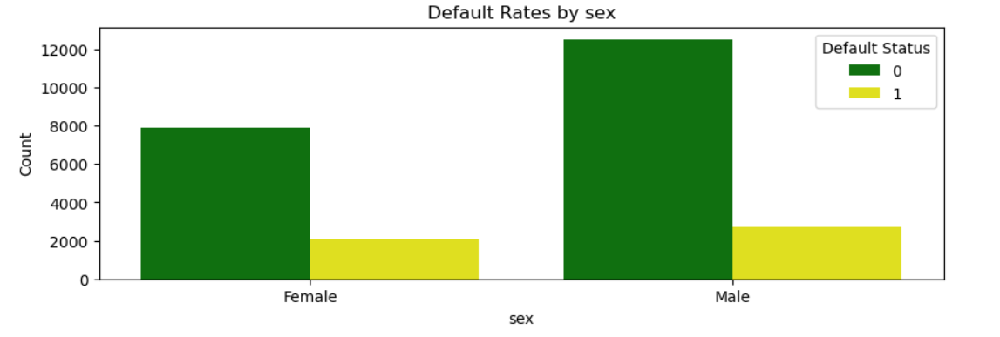 Default Rates by sex
12000
10000
8000
6000
4000
2000
0
Count
Default Status
0
1
Female
Male
sex